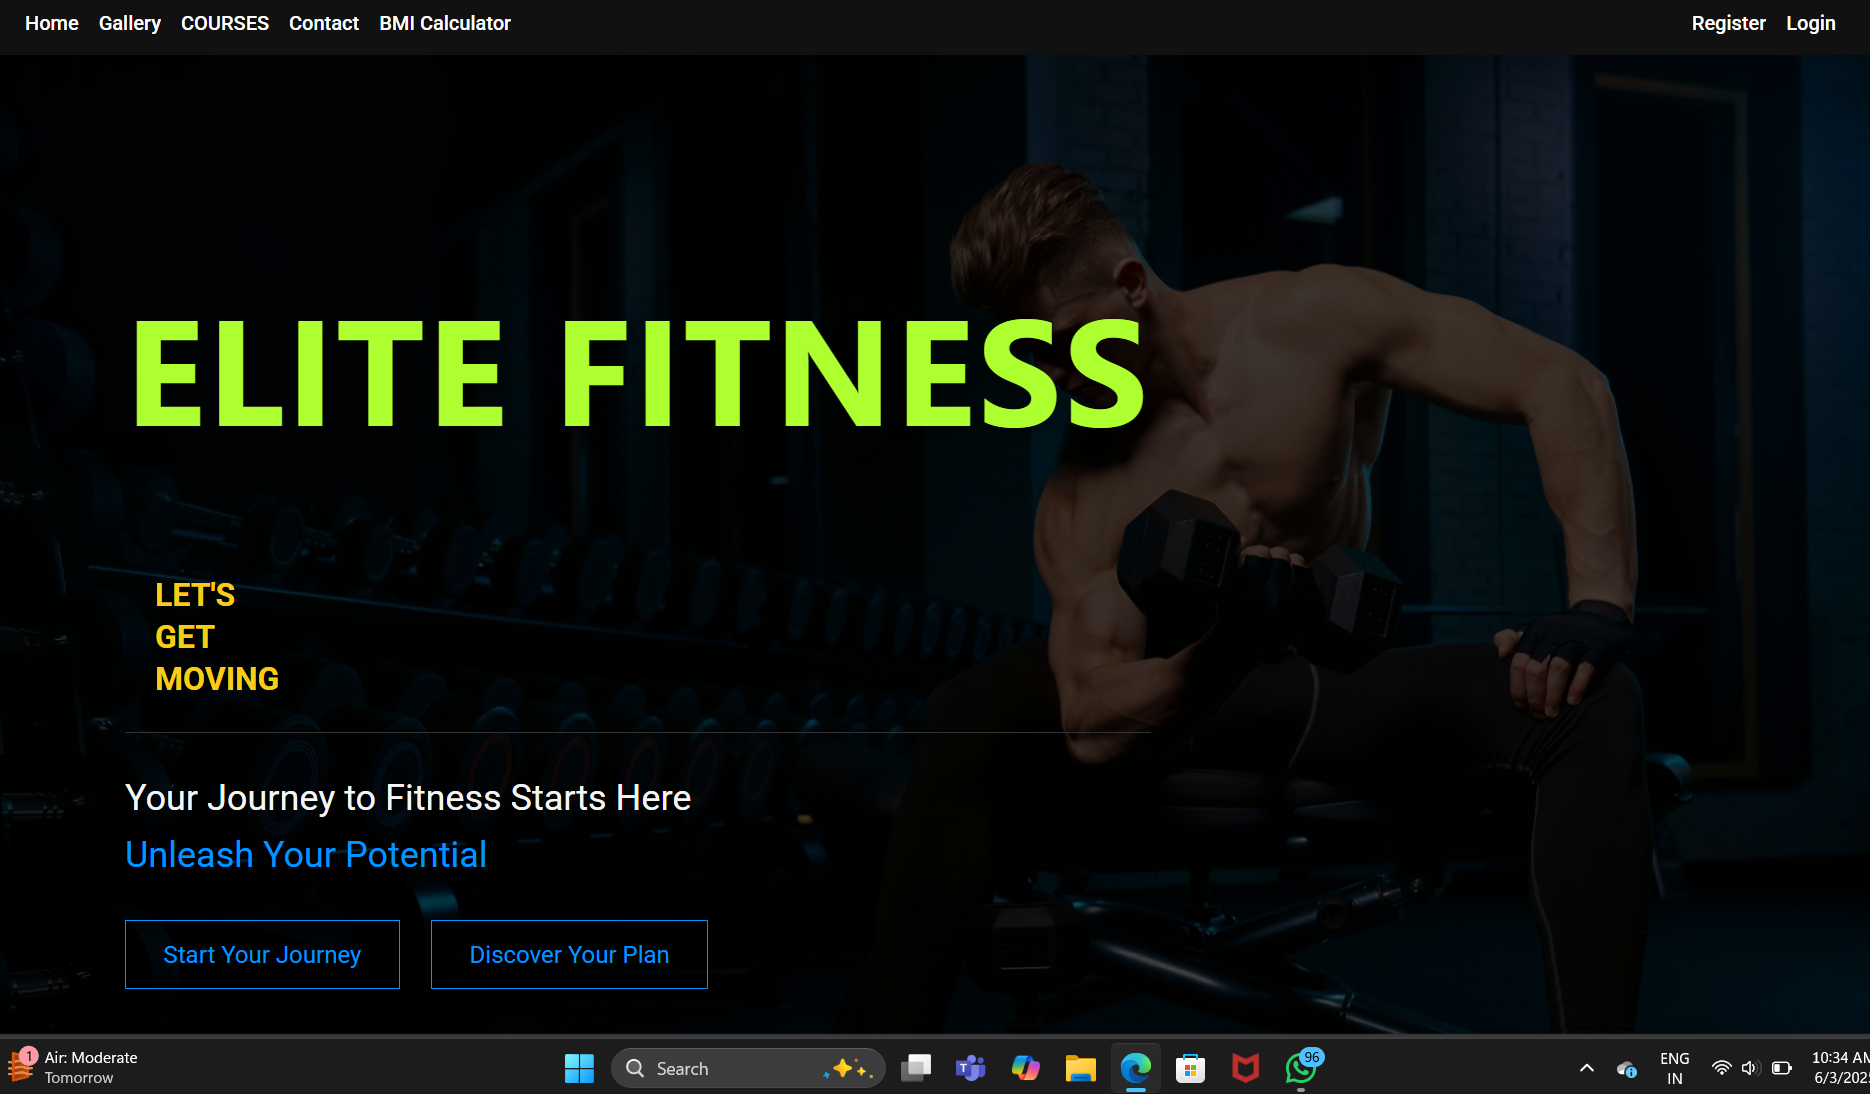 Home Gallery COURSES Contact BMI Calculator Register Login
ELITE FITNESS
LET'S
GET
MOVING
Your Journey to Fitness Starts Here
Unleash Your Potential
Start Your Journey Discover Your Plan
1
Air: Moderate
Tomorrow
Search
T
96
ENG
IN
10:34 AM
6/3/202